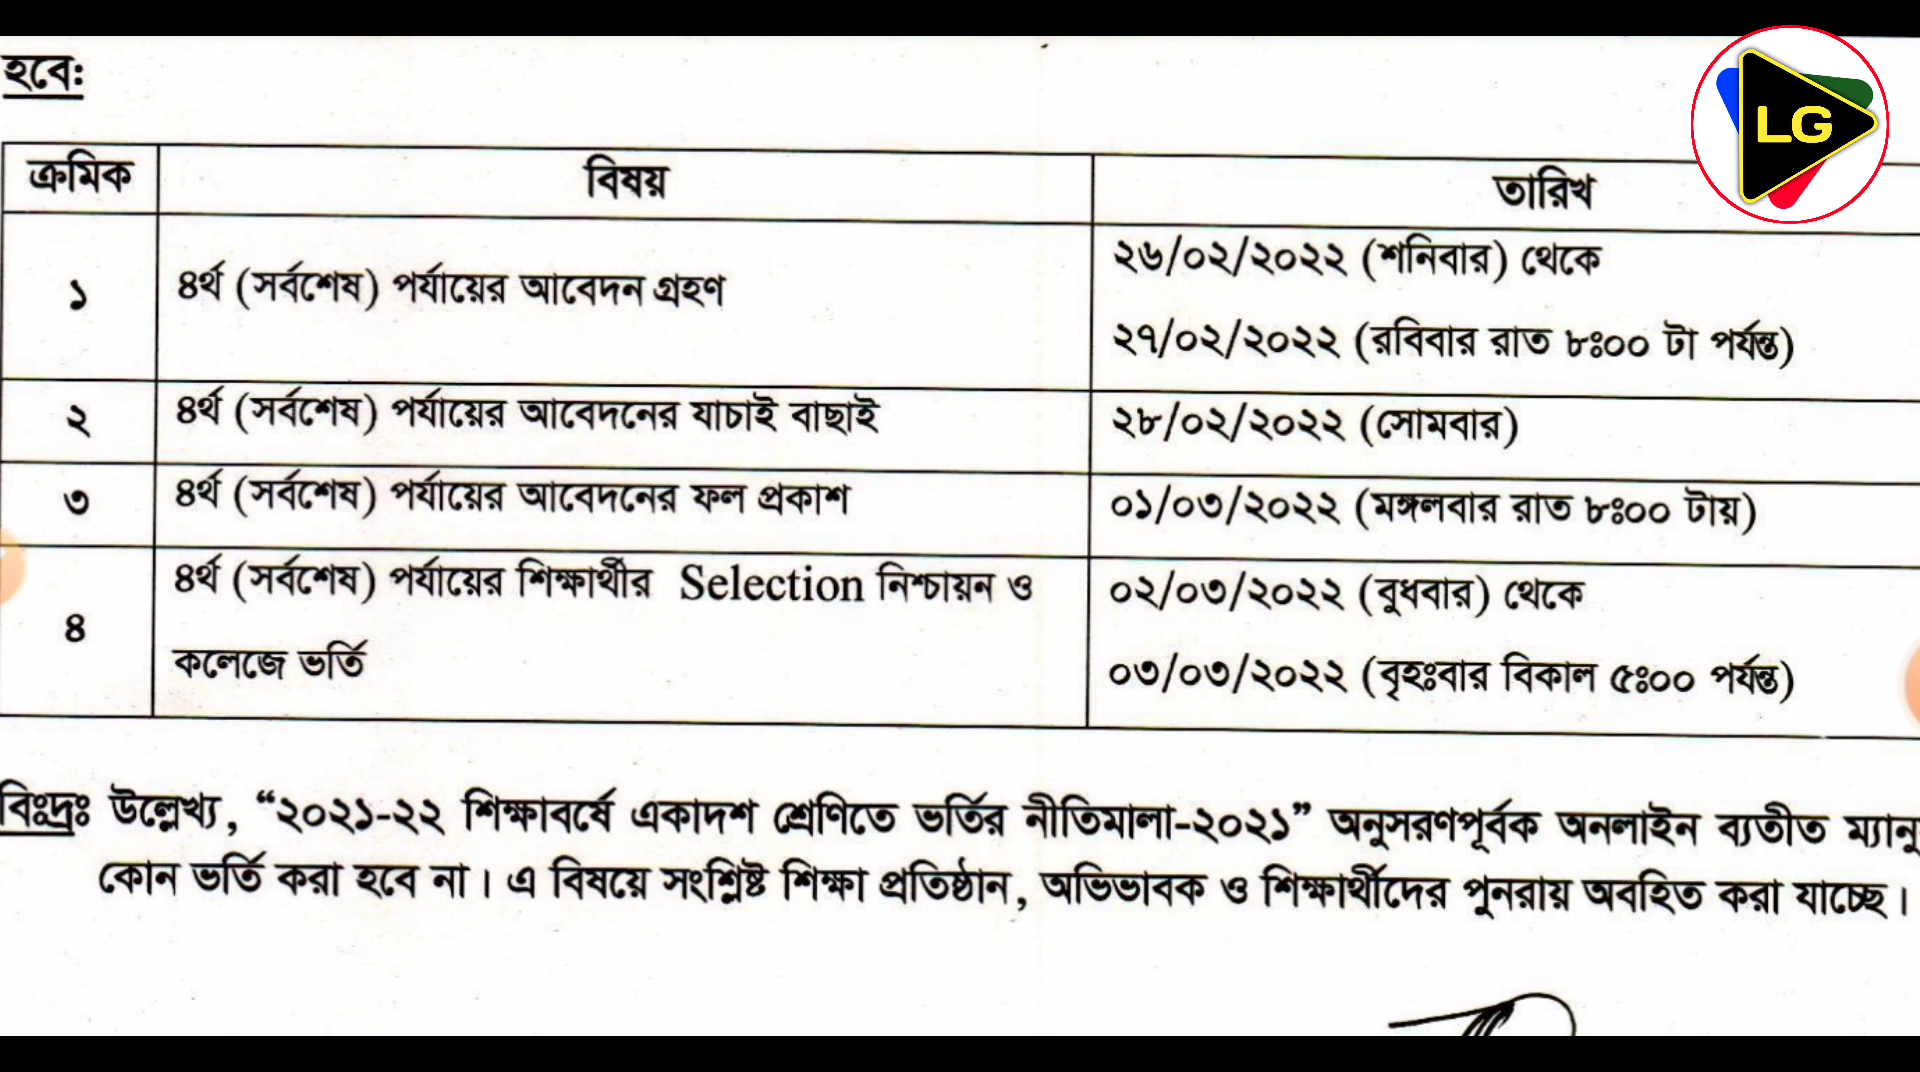 হবেঃ
LG
ক্রমিক বিষয় তারিখ
১ ৪র্থ (সর্বশেষ) পর্যায়ের আবেদন গ্রহণ ২৬/০২/২০২২ (শনিবার) থেকে
২৭/০২/২০২২ (রবিবার রাত ৮ঃ০০ টা পর্যন্ত)
২ ৪র্থ (সর্বশেষ) পর্যায়ের আবেদনের যাচাই বাছাই ২৮/০২/২০২২ (সোমবার)
৩ ৪র্থ (সর্বশেষ) পর্যায়ের আবেদনের ফল প্রকাশ ০১/০৩/২০২২ (মঙ্গলবার রাত ৮ঃ০০ টায়)
৪ ৪র্থ (সর্বশেষ) পর্যায়ের শিক্ষার্থীর Selection নিশ্চায়ন ও ০২/০৩/২০২২ (বুধবার) থেকে
কলেজে ভর্তি ০৩/০৩/২০২২ (বৃহঃবার বিকাল ৫ঃ০০ পর্যন্ত)
বিঃদ্রঃ উল্লেখ্য, “২০২১-২২ শিক্ষাবর্ষে একাদশ শ্রেণিতে ভর্তির নীতিমালা-২০২১” অনুসরণপূর্বক অনলাইন ব্যতীত ম্যানু
কোন ভর্তি করা হবে না। এ বিষয়ে সংশ্লিষ্ট শিক্ষা প্রতিষ্ঠান, অভিভাবক ও শিক্ষার্থীদের পুনরায় অবহিত করা যাচ্ছে।